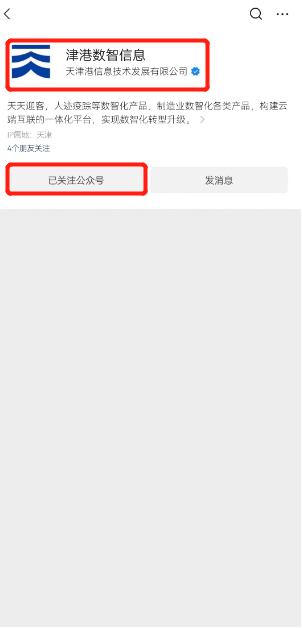 津港数智信息
天津港信息技术发展有限公司
天天迎客，人迹疫踪等数智化产品，制造业数智化各类产品，构建云
端互联的一体化平台，实现数智化转型升级。
IP属地：天津
4个朋友关注
已关注公众号
发消息